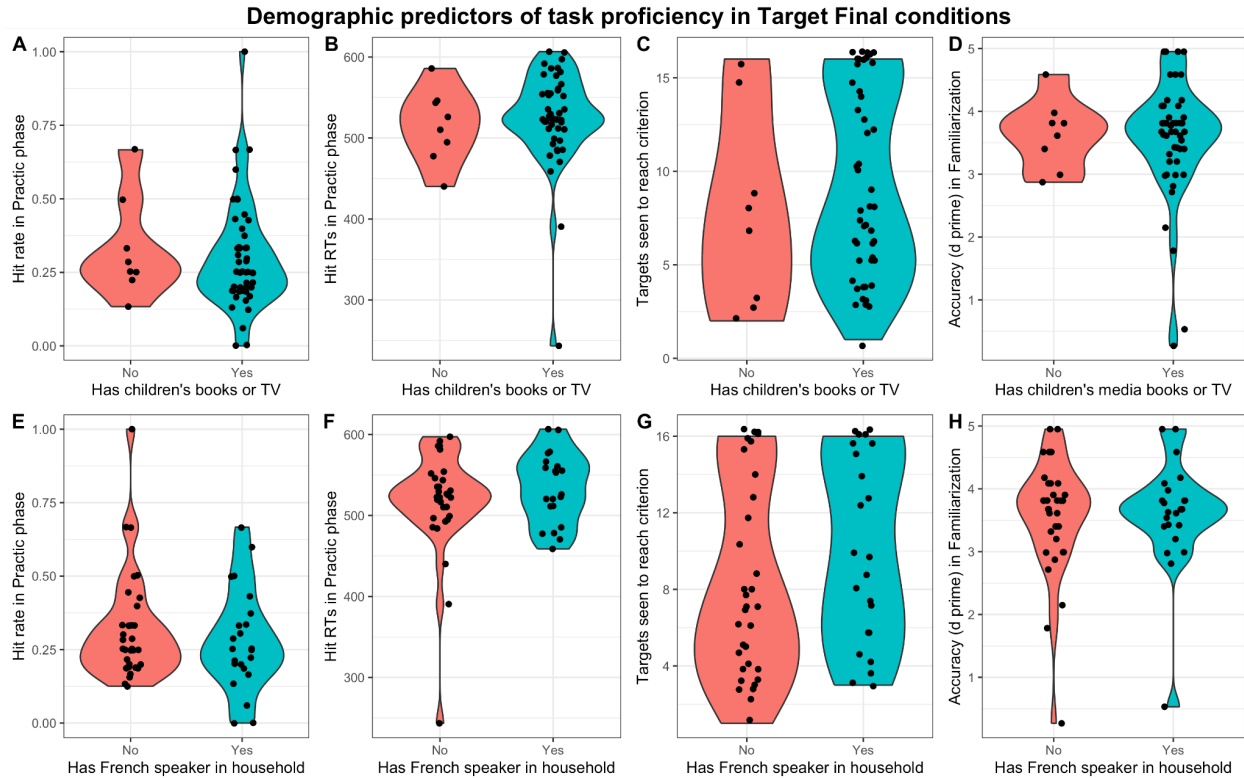 Demographic predictors of task proficiency in Target Final conditions
A
Hit rate in Practic phase
1.00
0.75
0.50
0.25
0.00
No Yes
Has children's books or TV
B
Hit RTs in Practic phase
600
500
400
300
No Yes
Has children's books or TV
C
Targets seen to reach criterion
15
10
5
0
No Yes
Has children's books or TV
D
Accuracy (d prime) in Familiarization
5
4
3
2
1
No Yes
Has children's media books or TV
E
Hit rate in Practic phase
1.00
0.75
0.50
0.25
0.00
No Yes
Has French speaker in household
F
Hit RTs in Practic phase
600
500
400
300
No Yes
Has French speaker in household
G
Targets seen to reach criterion
16
12
8
4
No Yes
Has French speaker in household
H
Accuracy (d prime) in Familiarization
5
4
3
2
1
No Yes
Has French speaker in household